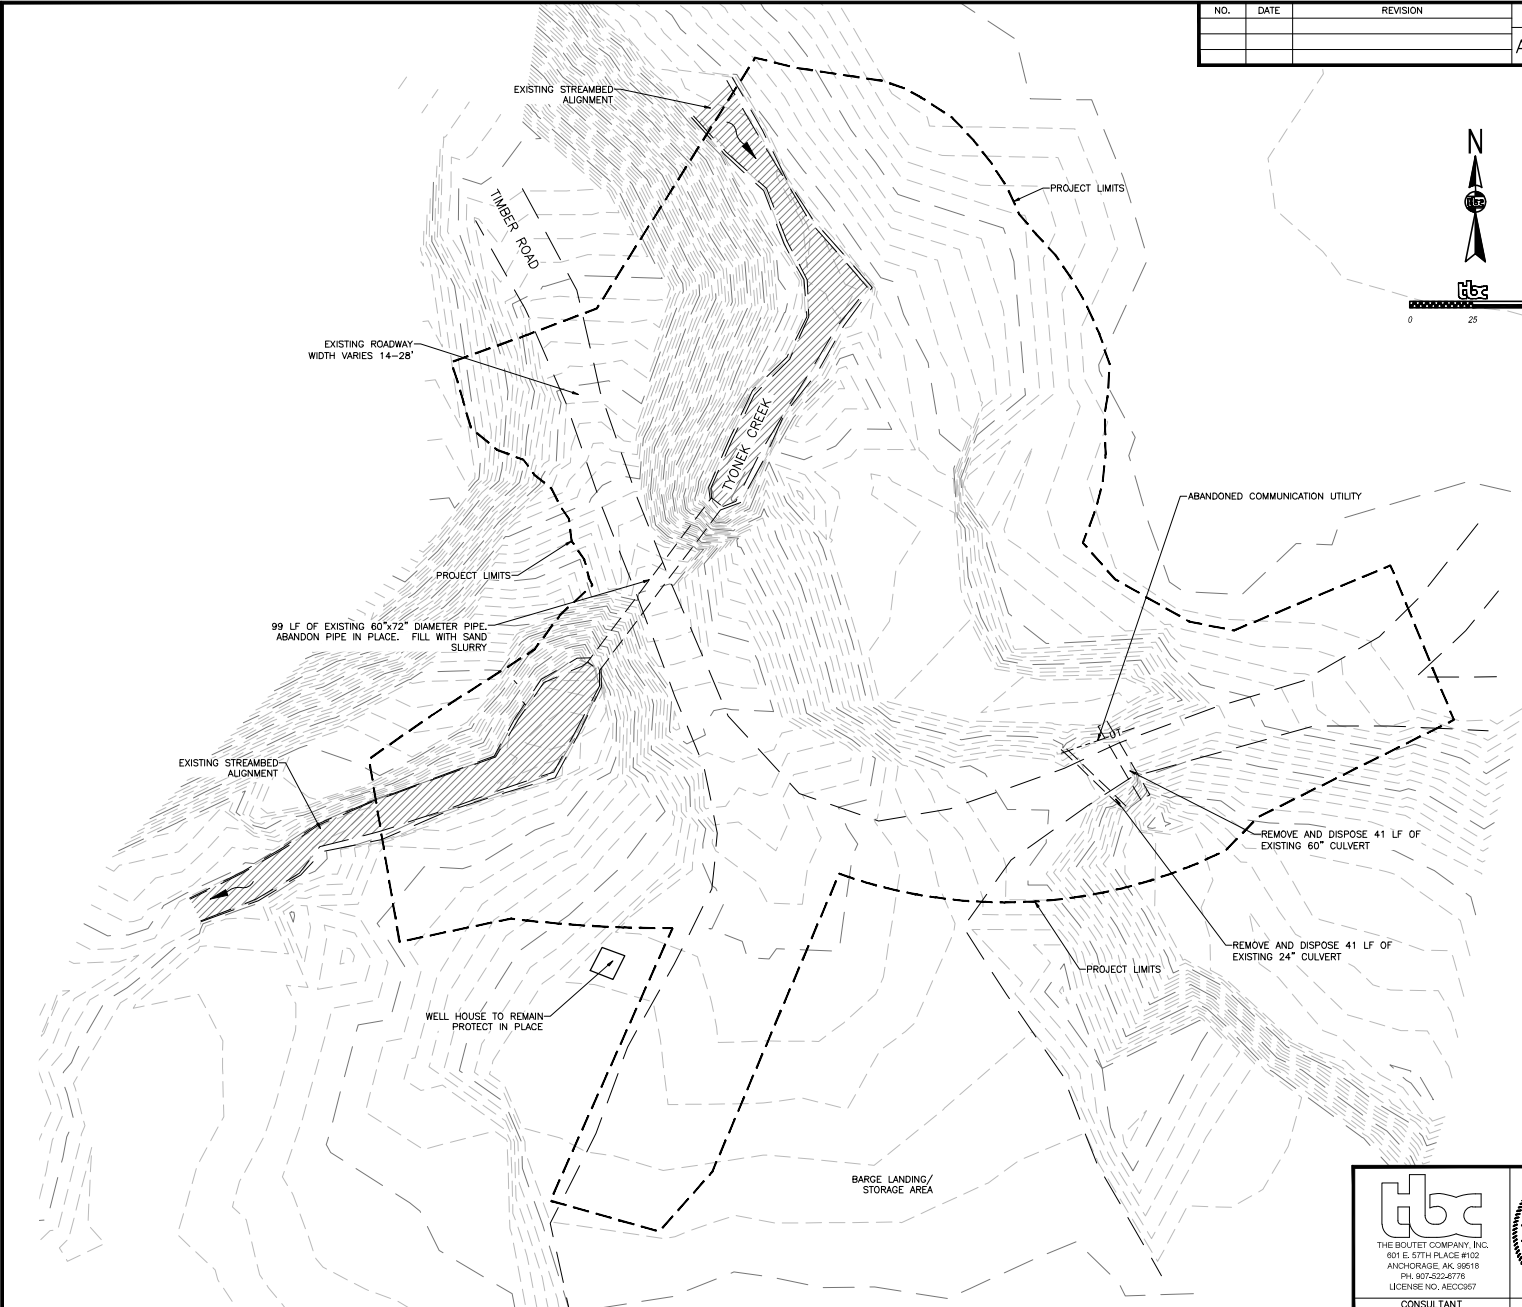 NO. DATE REVISION
EXISTING STREAMBED
ALIGNMENT
N
tbc
PROJECT LIMITS
TIMBER ROAD
tbc
0 25
EXISTING ROADWAY
WIDTH VARIES 14-28'
TYONEK CREEK
ABANDONED COMMUNICATION UTILITY
PROJECT LIMITS
99 LF OF EXISTING 60"x72" DIAMETER PIPE.
ABANDON PIPE IN PLACE. FILL WITH SAND
SLURRY
EXISTING STREAMBED
ALIGNMENT
REMOVE AND DISPOSE 41 LF OF
EXISTING 60" CULVERT
REMOVE AND DISPOSE 41 LF OF
EXISTING 24" CULVERT
PROJECT LIMITS
WELL HOUSE TO REMAIN
PROTECT IN PLACE
BARGE LANDING/
STORAGE AREA
tbc
THE BOUTET COMPANY, INC.
601 E. 57TH PLACE #102
ANCHORAGE, AK. 99518
PH. 907-522-6776
LICENSE NO. AECC957
CONSULTANT